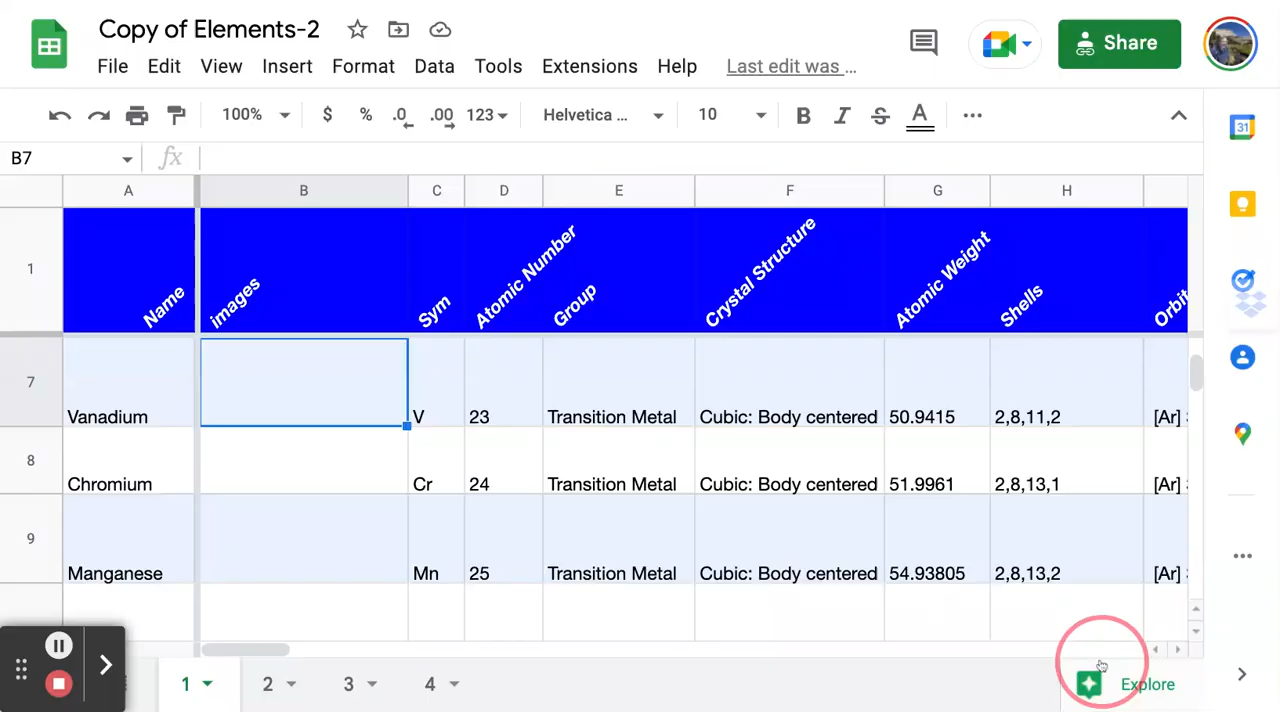 Copy of Elements-2
File Edit View Insert Format Data Tools Extensions Help Last edit was ...
Share
100% $ % .0 .00 123 Helvetica ... 10 B I S A
31
B7 fx
A B C D E F G H
1 Name images Sym Atomic Number Group Crystal Structure Atomic Weight Shells Orbit
7 Vanadium V 23 Transition Metal Cubic: Body centered 50.9415 2,8,11,2 [Ar]
8 Chromium Cr 24 Transition Metal Cubic: Body centered 51.9961 2,8,13,1 [Ar]
9 Manganese Mn 25 Transition Metal Cubic: Body centered 54.93805 2,8,13,2 [Ar]
1 2 3 4 Explore